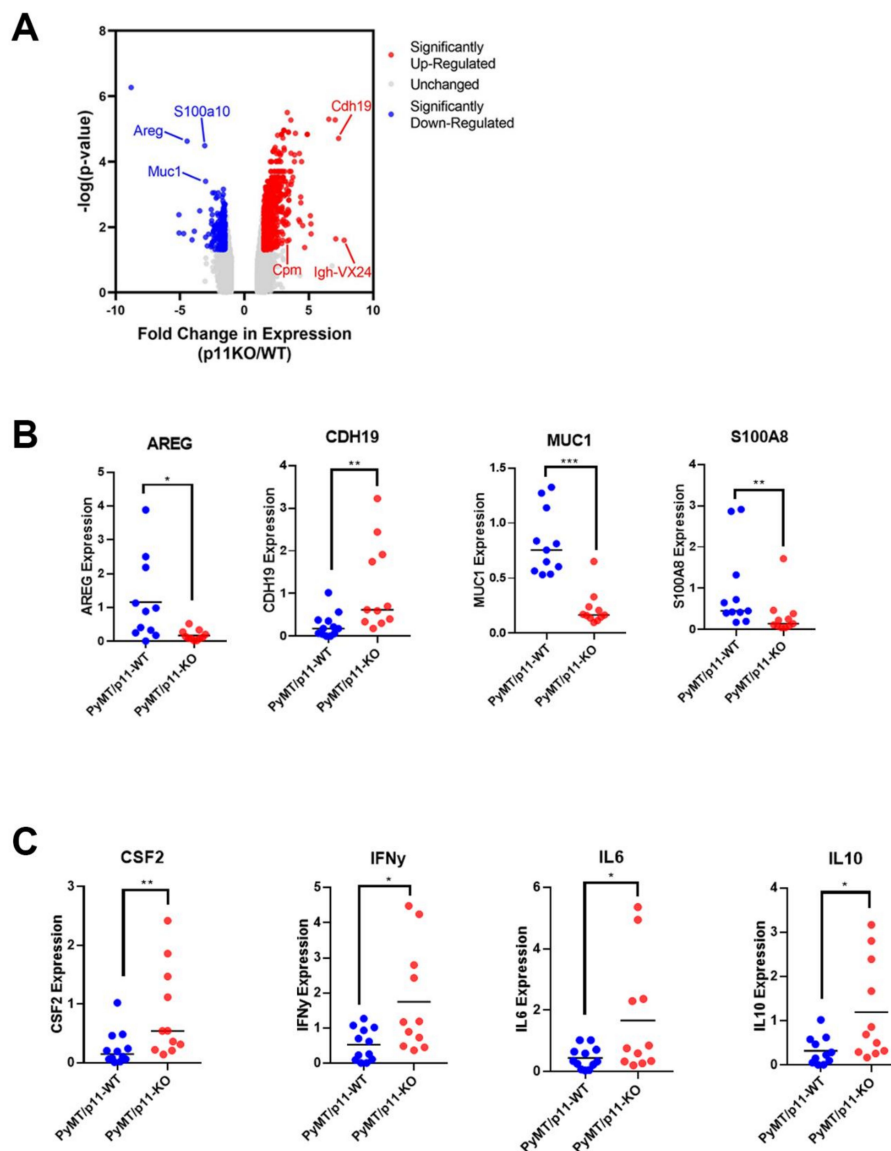 A
8
6
4
2
0
-log(p-value)
-10
-5
0
5
10
Fold Change in Expression
(p11KO/WT)
Areg
S100a10
Muc1
Cdh19
Cpm
Igh-VX24
Significantly
Up-Regulated
Unchanged
Significantly
Down-Regulated
B
AREG
AREG Expression
5
4
3
2
1
0
*
PyMT/p11-WT
PyMT/p11-KO
CDH19
CDH19 Expression
4
3
2
1
0
**
PyMT/p11-WT
PyMT/p11-KO
MUC1
MUC1 Expression
1.5
1.0
0.5
0.0
***
PyMT/p11-WT
PyMT/p11-KO
S100A8
S100A8 Expression
4
3
2
1
0
**
PyMT/p11-WT
PyMT/p11-KO
C
CSF2
CSF2 Expression
3
2
1
0
**
PyMT/p11-WT
PyMT/p11-KO
IFNy
IFNy Expression
5
4
3
2
1
0
*
PyMT/p11-WT
PyMT/p11-KO
IL6
IL6 Expression
6
4
2
0
*
PyMT/p11-WT
PyMT/p11-KO
IL10
IL10 Expression
4
3
2
1
0
*
PyMT/p11-WT
PyMT/p11-KO